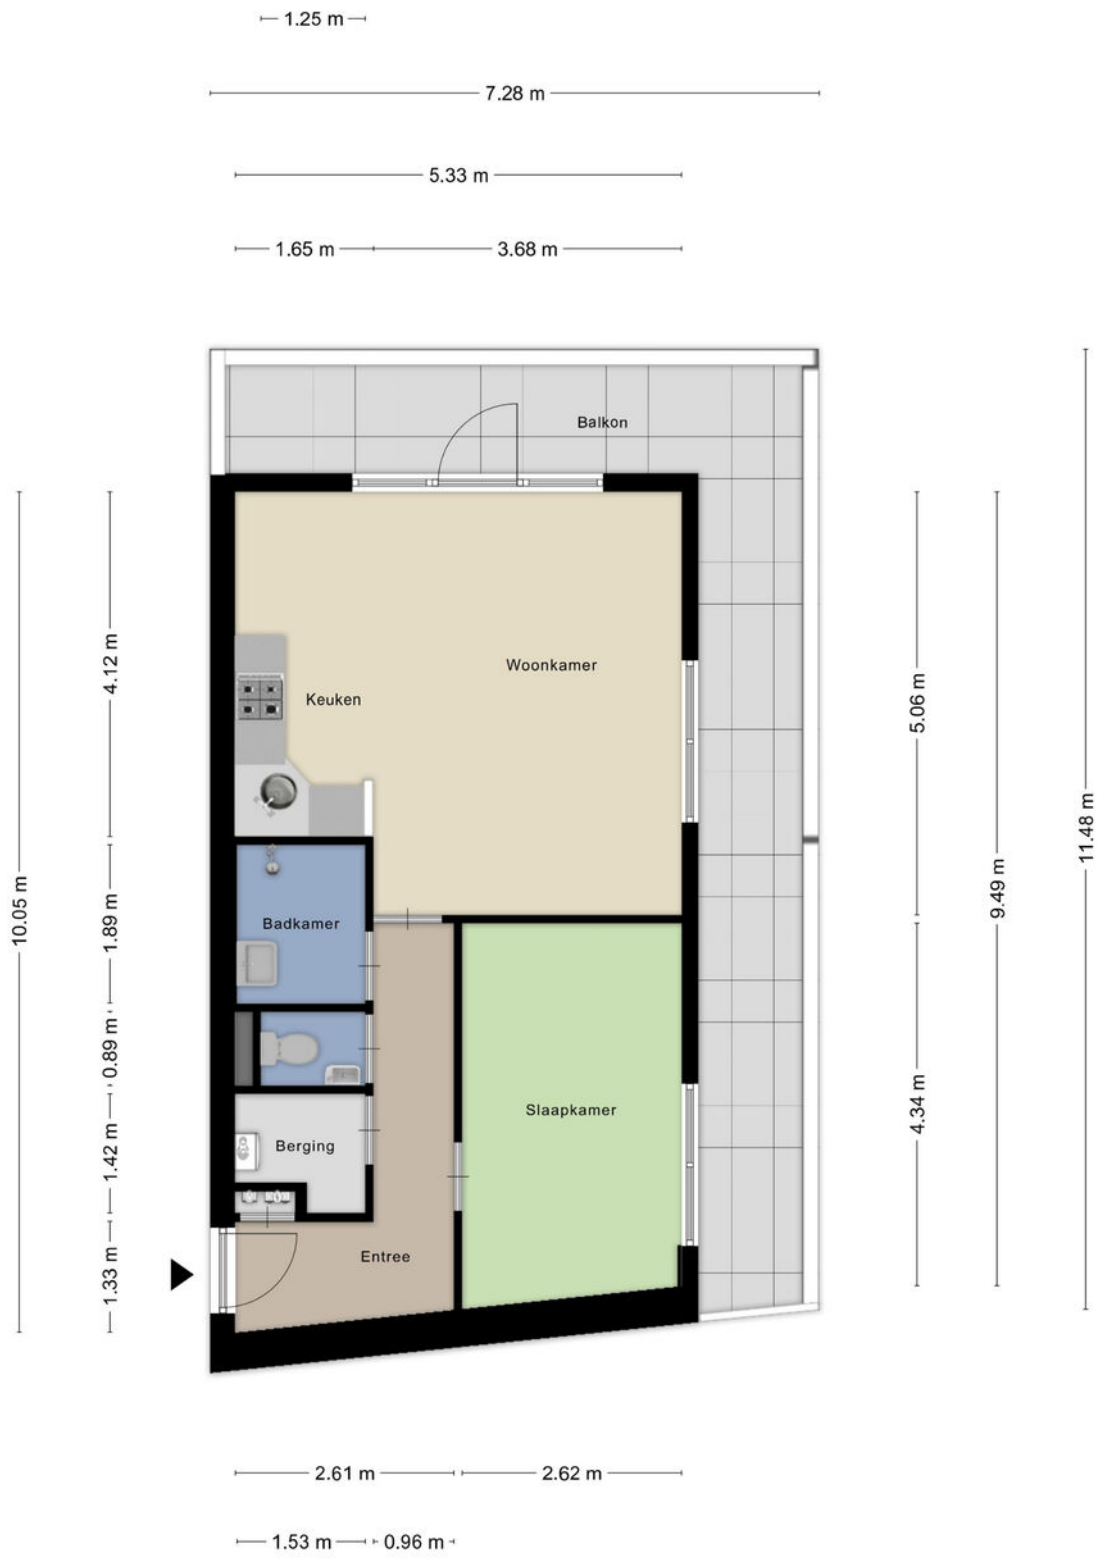 1.25 m
7.28 m
5.33 m
1.65 m
3.68 m
Balkon
Woonkamer
Keuken
4.12 m
5.06 m
11.48 m
9.49 m
10.05 m
1.89 m
Badkamer
0.89 m
Slaapkamer
4.34 m
1.42 m
Berging
Entree
1.33 m
2.61 m
2.62 m
1.53 m
0.96 m